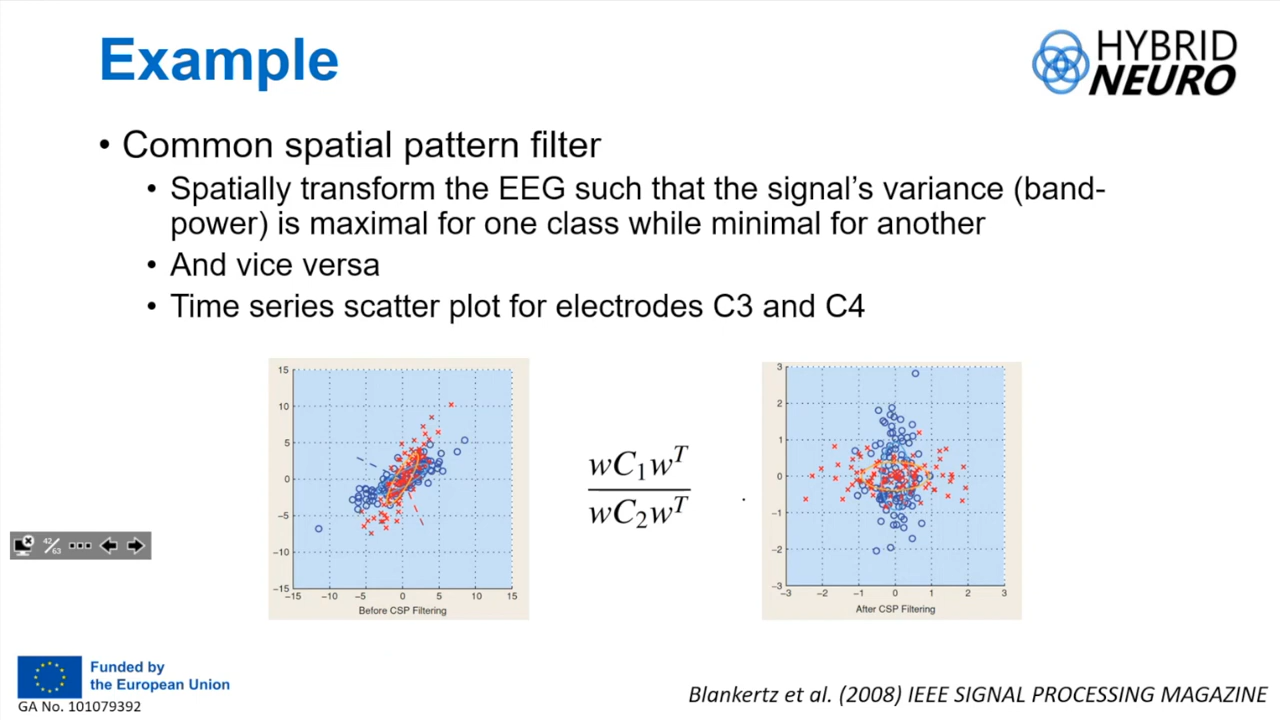 Example
HYBRID
NEURO
• Common spatial pattern filter
• Spatially transform the EEG such that the signal's variance (band-
power) is maximal for one class while minimal for another
• And vice versa
• Time series scatter plot for electrodes C3 and C4
15
10
5
0
−5
−10
−15
−15 −10 −5 0 5 10 15
Before CSP Filtering
wC₁wᵀ
wC₂wᵀ
3
2
1
0
−1
−2
−3
−3 −2 −1 0 1 2 3
After CSP Filtering
42/63
Funded by
the European Union
GA No. 101079392
Blankertz et al. (2008) IEEE SIGNAL PROCESSING MAGAZINE